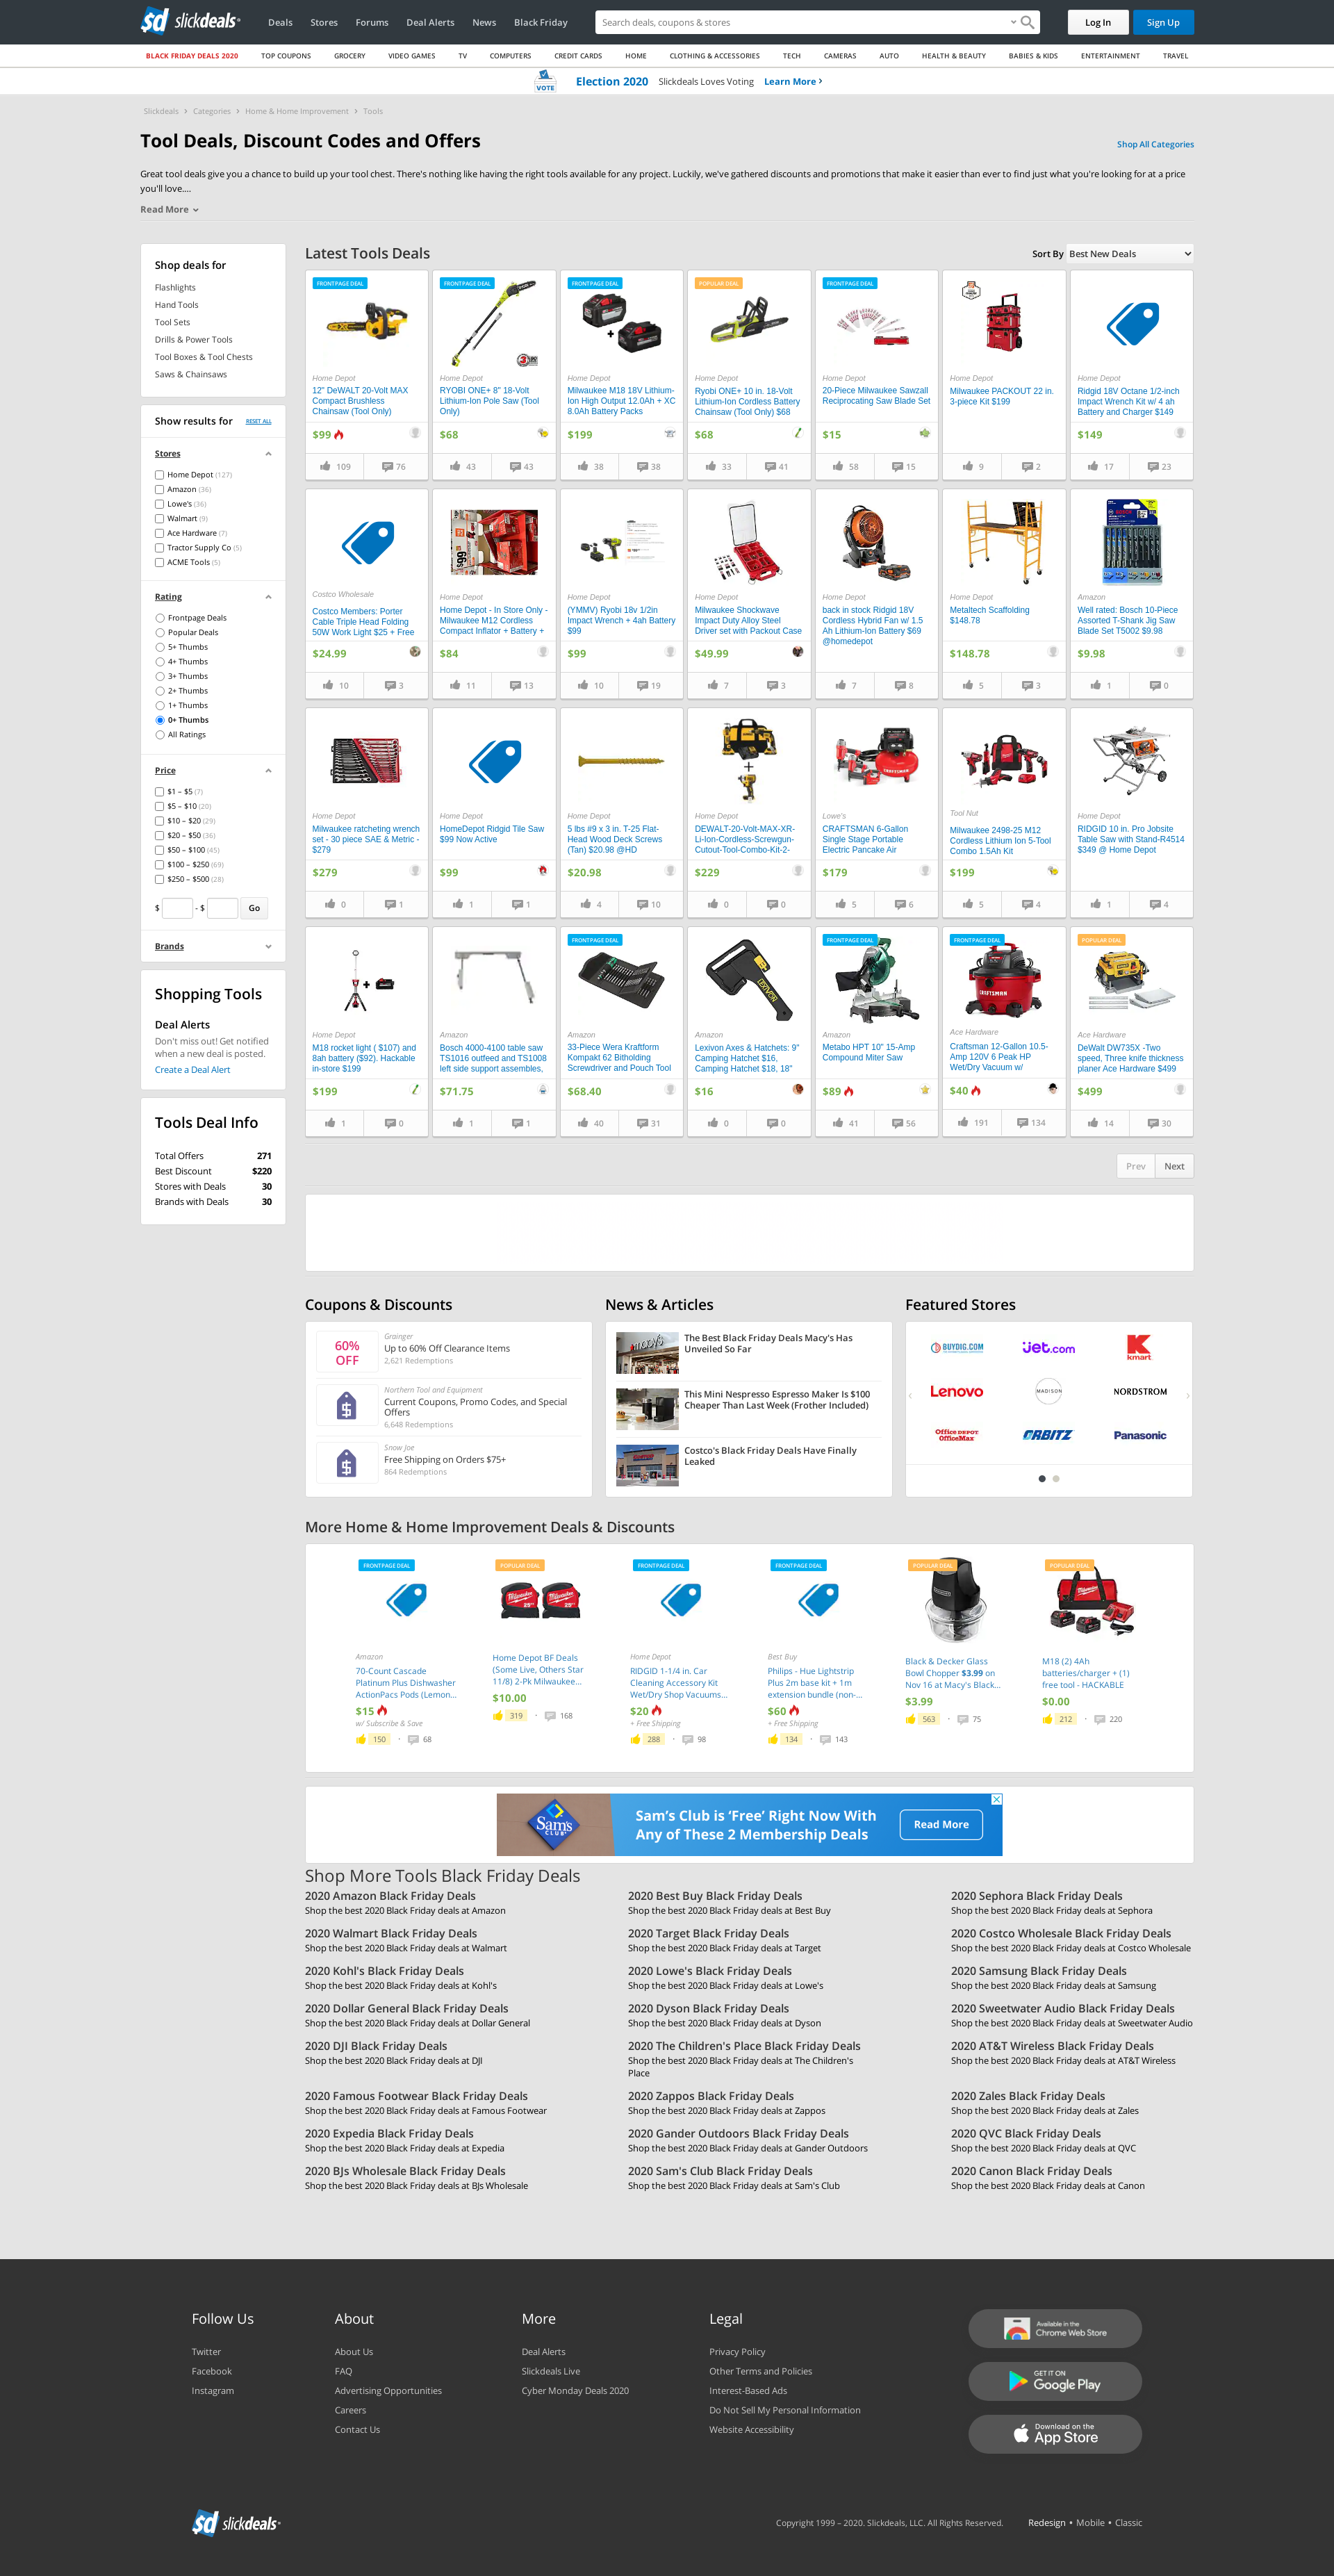 slickdeals
Deals
Stores
Forums
Deal Alerts
News
Black Friday
Search deals, coupons & stores
Log In
Sign Up
BLACK FRIDAY DEALS 2020
TOP COUPONS
GROCERY
VIDEO GAMES
TV
COMPUTERS
CREDIT CARDS
HOME
CLOTHING & ACCESSORIES
TECH
CAMERAS
AUTO
HEALTH & BEAUTY
BABIES & KIDS
ENTERTAINMENT
TRAVEL
VOTE
Election 2020 Slickdeals Loves Voting Learn More
Slickdeals > Categories > Home & Home Improvement > Tools
Tool Deals, Discount Codes and Offers
Shop All Categories
Great tool deals give you a chance to build up your tool chest. There's nothing like having the right tools available for any project. Luckily, we've gathered discounts and promotions that make it easier than ever to find just what you're looking for at a price
you'll love....
Read More
Shop deals for
Flashlights
Hand Tools
Tool Sets
Drills & Power Tools
Tool Boxes & Tool Chests
Saws & Chainsaws
Show results for
RESET ALL
Stores
Home Depot (127)
Amazon (36)
Lowe's (36)
Walmart (9)
Ace Hardware (7)
Tractor Supply Co (5)
ACME Tools (5)
Rating
Frontpage Deals
Popular Deals
5+ Thumbs
4+ Thumbs
3+ Thumbs
2+ Thumbs
1+ Thumbs
0+ Thumbs
All Ratings
Price
$1 – $5 (7)
$5 – $10 (20)
$10 – $20 (29)
$20 – $50 (36)
$50 – $100 (45)
$100 – $250 (69)
$250 – $500 (28)
$ - $ Go
Brands
Shopping Tools
Deal Alerts
Don't miss out! Get notified
when a new deal is posted.
Create a Deal Alert
Tools Deal Info
Total Offers 271
Best Discount $220
Stores with Deals 30
Brands with Deals 30
Latest Tools Deals
Sort By Best New Deals
FRONTPAGE DEAL
Home Depot
12" DeWALT 20-Volt MAX
Compact Brushless
Chainsaw (Tool Only)
$99
109 76
FRONTPAGE DEAL
Home Depot
RYOBI ONE+ 8" 18-Volt
Lithium-Ion Pole Saw (Tool
Only)
$68
43 43
FRONTPAGE DEAL
Home Depot
Milwaukee M18 18V Lithium-
Ion High Output 12.0Ah + XC
8.0Ah Battery Packs
$199
38 38
POPULAR DEAL
Home Depot
Ryobi ONE+ 10 in. 18-Volt
Lithium-Ion Cordless Battery
Chainsaw (Tool Only) $68
$68
33 41
FRONTPAGE DEAL
Home Depot
20-Piece Milwaukee Sawzall
Reciprocating Saw Blade Set
$15
58 15
Home Depot
Milwaukee PACKOUT 22 in.
3-piece Kit $199
9 2
Home Depot
Ridgid 18V Octane 1/2-inch
Impact Wrench Kit w/ 4 ah
Battery and Charger $149
$149
17 23
Costco Wholesale
Costco Members: Porter
Cable Triple Head Folding
50W Work Light $25 + Free
$24.99
10 3
Home Depot
Home Depot - In Store Only -
Milwaukee M12 Cordless
Compact Inflator + Battery +
$84
11 13
Home Depot
(YMMV) Ryobi 18v 1/2in
Impact Wrench + 4ah Battery
$99
$99
10 19
Home Depot
Milwaukee Shockwave
Impact Duty Alloy Steel
Driver set with Packout Case
$49.99
7 3
Home Depot
back in stock Ridgid 18V
Cordless Hybrid Fan w/ 1.5
Ah Lithium-Ion Battery $69
@homedepot
7 8
Home Depot
Metaltech Scaffolding
$148.78
$148.78
5 3
Amazon
Well rated: Bosch 10-Piece
Assorted T-Shank Jig Saw
Blade Set T5002 $9.98
$9.98
1 0
Home Depot
Milwaukee ratcheting wrench
set - 30 piece SAE & Metric -
$279
$279
0 1
Home Depot
HomeDepot Ridgid Tile Saw
$99 Now Active
$99
1 1
Home Depot
5 lbs #9 x 3 in. T-25 Flat-
Head Wood Deck Screws
(Tan) $20.98 @HD
$20.98
4 10
Home Depot
DEWALT-20-Volt-MAX-XR-
Li-Ion-Cordless-Screwgun-
Cutout-Tool-Combo-Kit-2-
$229
0 0
Lowe's
CRAFTSMAN 6-Gallon
Single Stage Portable
Electric Pancake Air
$179
5 6
Tool Nut
Milwaukee 2498-25 M12
Cordless Lithium Ion 5-Tool
Combo 1.5Ah Kit
$199
5 4
Home Depot
RIDGID 10 in. Pro Jobsite
Table Saw with Stand-R4514
$349 @ Home Depot
1 4
Home Depot
M18 rocket light ( $107) and
8ah battery ($92). Hackable
in-store $199
$199
1 0
Amazon
Bosch 4000-4100 table saw
TS1016 outfeed and TS1008
left side support assemblies,
$71.75
1 1
FRONTPAGE DEAL
Amazon
33-Piece Wera Kraftform
Kompakt 62 Bitholding
Screwdriver and Pouch Tool
$68.40
40 31
Amazon
Lexivon Axes & Hatchets: 9"
Camping Hatchet $16,
Camping Hatchet $18, 18"
$16
0 0
FRONTPAGE DEAL
Amazon
Metabo HPT 10" 15-Amp
Compound Miter Saw
$89
41 56
FRONTPAGE DEAL
Ace Hardware
Craftsman 12-Gallon 10.5-
Amp 120V 6 Peak HP
Wet/Dry Vacuum w/
$40
191 134
POPULAR DEAL
Ace Hardware
DeWalt DW735X -Two
speed, Three knife thickness
planer Ace Hardware $499
$499
14 30
Prev Next
Coupons & Discounts
60%
OFF
Grainger
Up to 60% Off Clearance Items
2,621 Redemptions
Northern Tool and Equipment
Current Coupons, Promo Codes, and Special
Offers
6,648 Redemptions
Snow Joe
Free Shipping on Orders $75+
864 Redemptions
News & Articles
The Best Black Friday Deals Macy's Has
Unveiled So Far
This Mini Nespresso Espresso Maker Is $100
Cheaper Than Last Week (Frother Included)
Costco's Black Friday Deals Have Finally
Leaked
Featured Stores
BUYDIG.COM
jet.com
kmart
Lenovo
MADISON
NORDSTROM
Office DEPOT
OfficeMax
ORBITZ
Panasonic
More Home & Home Improvement Deals & Discounts
FRONTPAGE DEAL
Amazon
70-Count Cascade
Platinum Plus Dishwasher
ActionPacs Pods (Lemon...
$15
w/ Subscribe & Save
150 • 68
POPULAR DEAL
Home Depot BF Deals
(Some Live, Others Star
11/8) 2-Pk Milwaukee...
$10.00
319 • 168
FRONTPAGE DEAL
Home Depot
RIDGID 1-1/4 in. Car
Cleaning Accessory Kit
Wet/Dry Shop Vacuums...
$20
+ Free Shipping
288 • 98
FRONTPAGE DEAL
Best Buy
Philips - Hue Lightstrip
Plus 2m base kit + 1m
extension bundle (non-...
$60
+ Free Shipping
134 • 143
POPULAR DEAL
Black & Decker Glass
Bowl Chopper $3.99 on
Nov 16 at Macy's Black...
$3.99
563 • 75
POPULAR DEAL
M18 (2) 4Ah
batteries/charger + (1)
free tool - HACKABLE
$0.00
212 • 220
Sam's
CLUB
Sam's Club is 'Free' Right Now With
Any of These 2 Membership Deals
Read More
Shop More Tools Black Friday Deals
2020 Amazon Black Friday Deals
Shop the best 2020 Black Friday deals at Amazon
2020 Best Buy Black Friday Deals
Shop the best 2020 Black Friday deals at Best Buy
2020 Sephora Black Friday Deals
Shop the best 2020 Black Friday deals at Sephora
2020 Walmart Black Friday Deals
Shop the best 2020 Black Friday deals at Walmart
2020 Target Black Friday Deals
Shop the best 2020 Black Friday deals at Target
2020 Costco Wholesale Black Friday Deals
Shop the best 2020 Black Friday deals at Costco Wholesale
2020 Kohl's Black Friday Deals
Shop the best 2020 Black Friday deals at Kohl's
2020 Lowe's Black Friday Deals
Shop the best 2020 Black Friday deals at Lowe's
2020 Samsung Black Friday Deals
Shop the best 2020 Black Friday deals at Samsung
2020 Dollar General Black Friday Deals
Shop the best 2020 Black Friday deals at Dollar General
2020 Dyson Black Friday Deals
Shop the best 2020 Black Friday deals at Dyson
2020 Sweetwater Audio Black Friday Deals
Shop the best 2020 Black Friday deals at Sweetwater Audio
2020 DJI Black Friday Deals
Shop the best 2020 Black Friday deals at DJI
2020 The Children's Place Black Friday Deals
Shop the best 2020 Black Friday deals at The Children's
Place
2020 AT&T Wireless Black Friday Deals
Shop the best 2020 Black Friday deals at AT&T Wireless
2020 Famous Footwear Black Friday Deals
Shop the best 2020 Black Friday deals at Famous Footwear
2020 Zappos Black Friday Deals
Shop the best 2020 Black Friday deals at Zappos
2020 Zales Black Friday Deals
Shop the best 2020 Black Friday deals at Zales
2020 Expedia Black Friday Deals
Shop the best 2020 Black Friday deals at Expedia
2020 Gander Outdoors Black Friday Deals
Shop the best 2020 Black Friday deals at Gander Outdoors
2020 QVC Black Friday Deals
Shop the best 2020 Black Friday deals at QVC
2020 BJs Wholesale Black Friday Deals
Shop the best 2020 Black Friday deals at BJs Wholesale
2020 Sam's Club Black Friday Deals
Shop the best 2020 Black Friday deals at Sam's Club
2020 Canon Black Friday Deals
Shop the best 2020 Black Friday deals at Canon
Follow Us
Twitter
Facebook
Instagram
About
About Us
FAQ
Advertising Opportunities
Careers
Contact Us
More
Deal Alerts
Slickdeals Live
Cyber Monday Deals 2020
Legal
Privacy Policy
Other Terms and Policies
Interest-Based Ads
Do Not Sell My Personal Information
Website Accessibility
Available in the
Chrome Web Store
GET IT ON
Google Play
Download on the
App Store
slickdeals
Copyright 1999 – 2020. Slickdeals, LLC. All Rights Reserved.
Redesign • Mobile • Classic